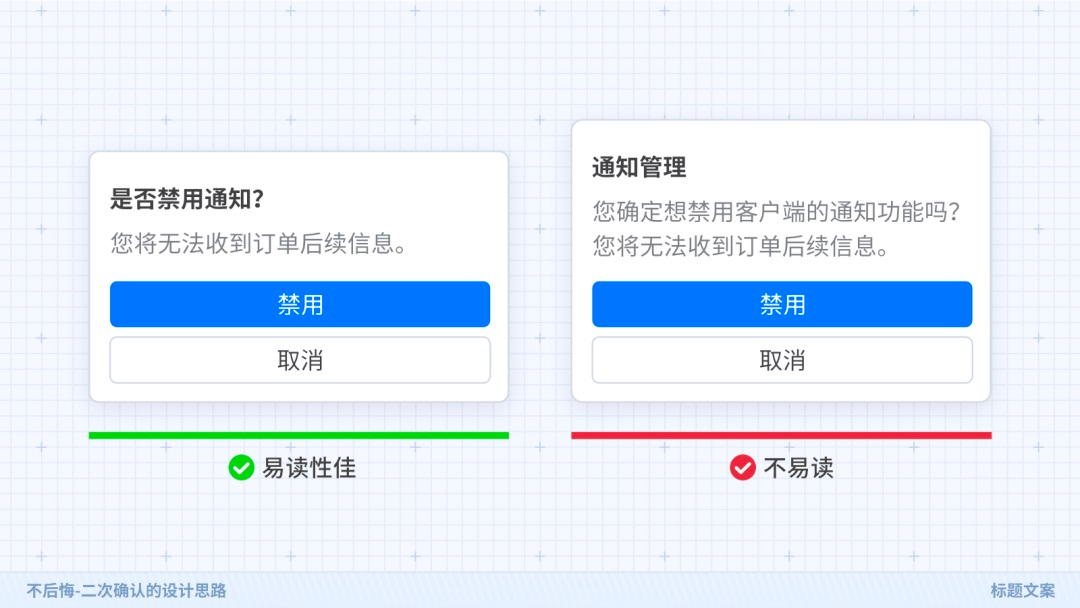 是否禁用通知？
您将无法收到订单后续信息。
禁用
取消
易读性佳
通知管理
您确定想禁用客户端的通知功能吗？
您将无法收到订单后续信息。
禁用
取消
不易读
不后悔-二次确认的设计思路
标题文案